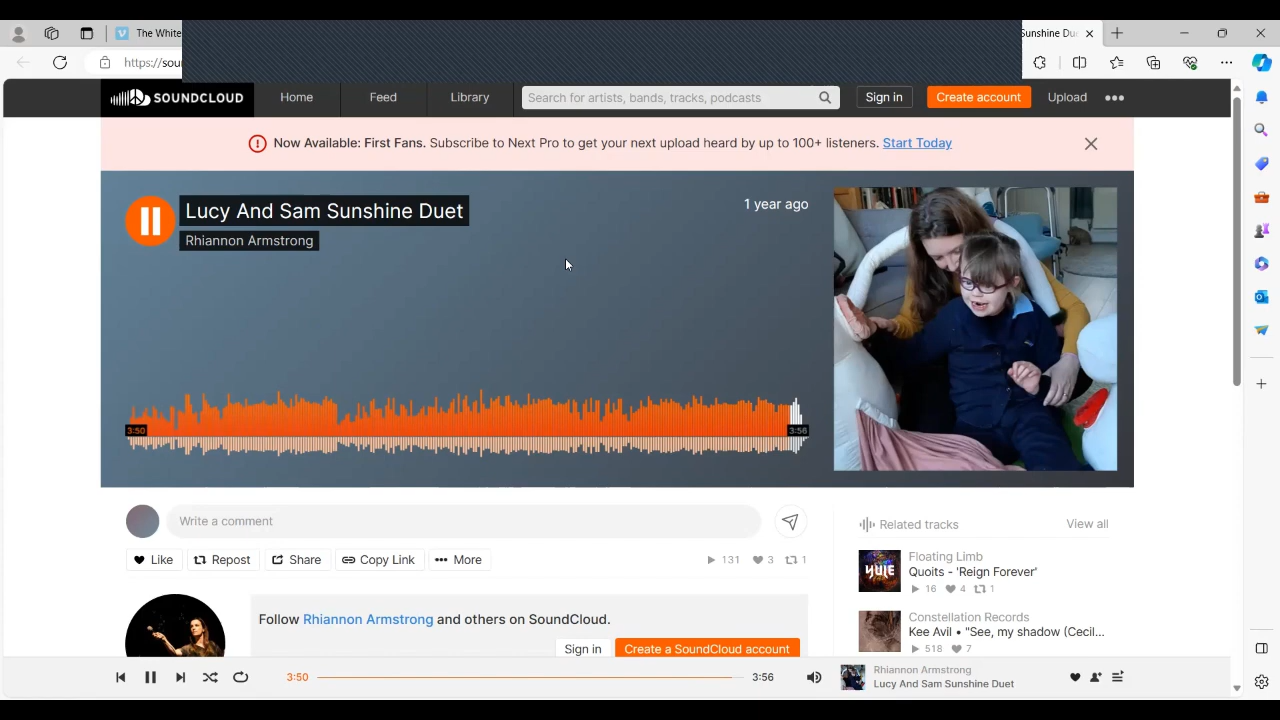 The White
https://sou
Sunshine Du
SOUNDCLOUD
Home
Feed
Library
Search for artists, bands, tracks, podcasts
Sign in
Create account
Upload
Now Available: First Fans. Subscribe to Next Pro to get your next upload heard by up to 100+ listeners. Start Today
Lucy And Sam Sunshine Duet
Rhiannon Armstrong
1 year ago
3:50
3:56
Write a comment
Like
Repost
Share
Copy Link
More
131
3
1
Related tracks
View all
Floating Limb
Quoits - 'Reign Forever'
16
4
1
Constellation Records
Kee Avil • "See, my shadow (Cecil...
518
7
Follow Rhiannon Armstrong and others on SoundCloud.
Sign in
Create a SoundCloud account
3:50
3:56
Rhiannon Armstrong
Lucy And Sam Sunshine Duet